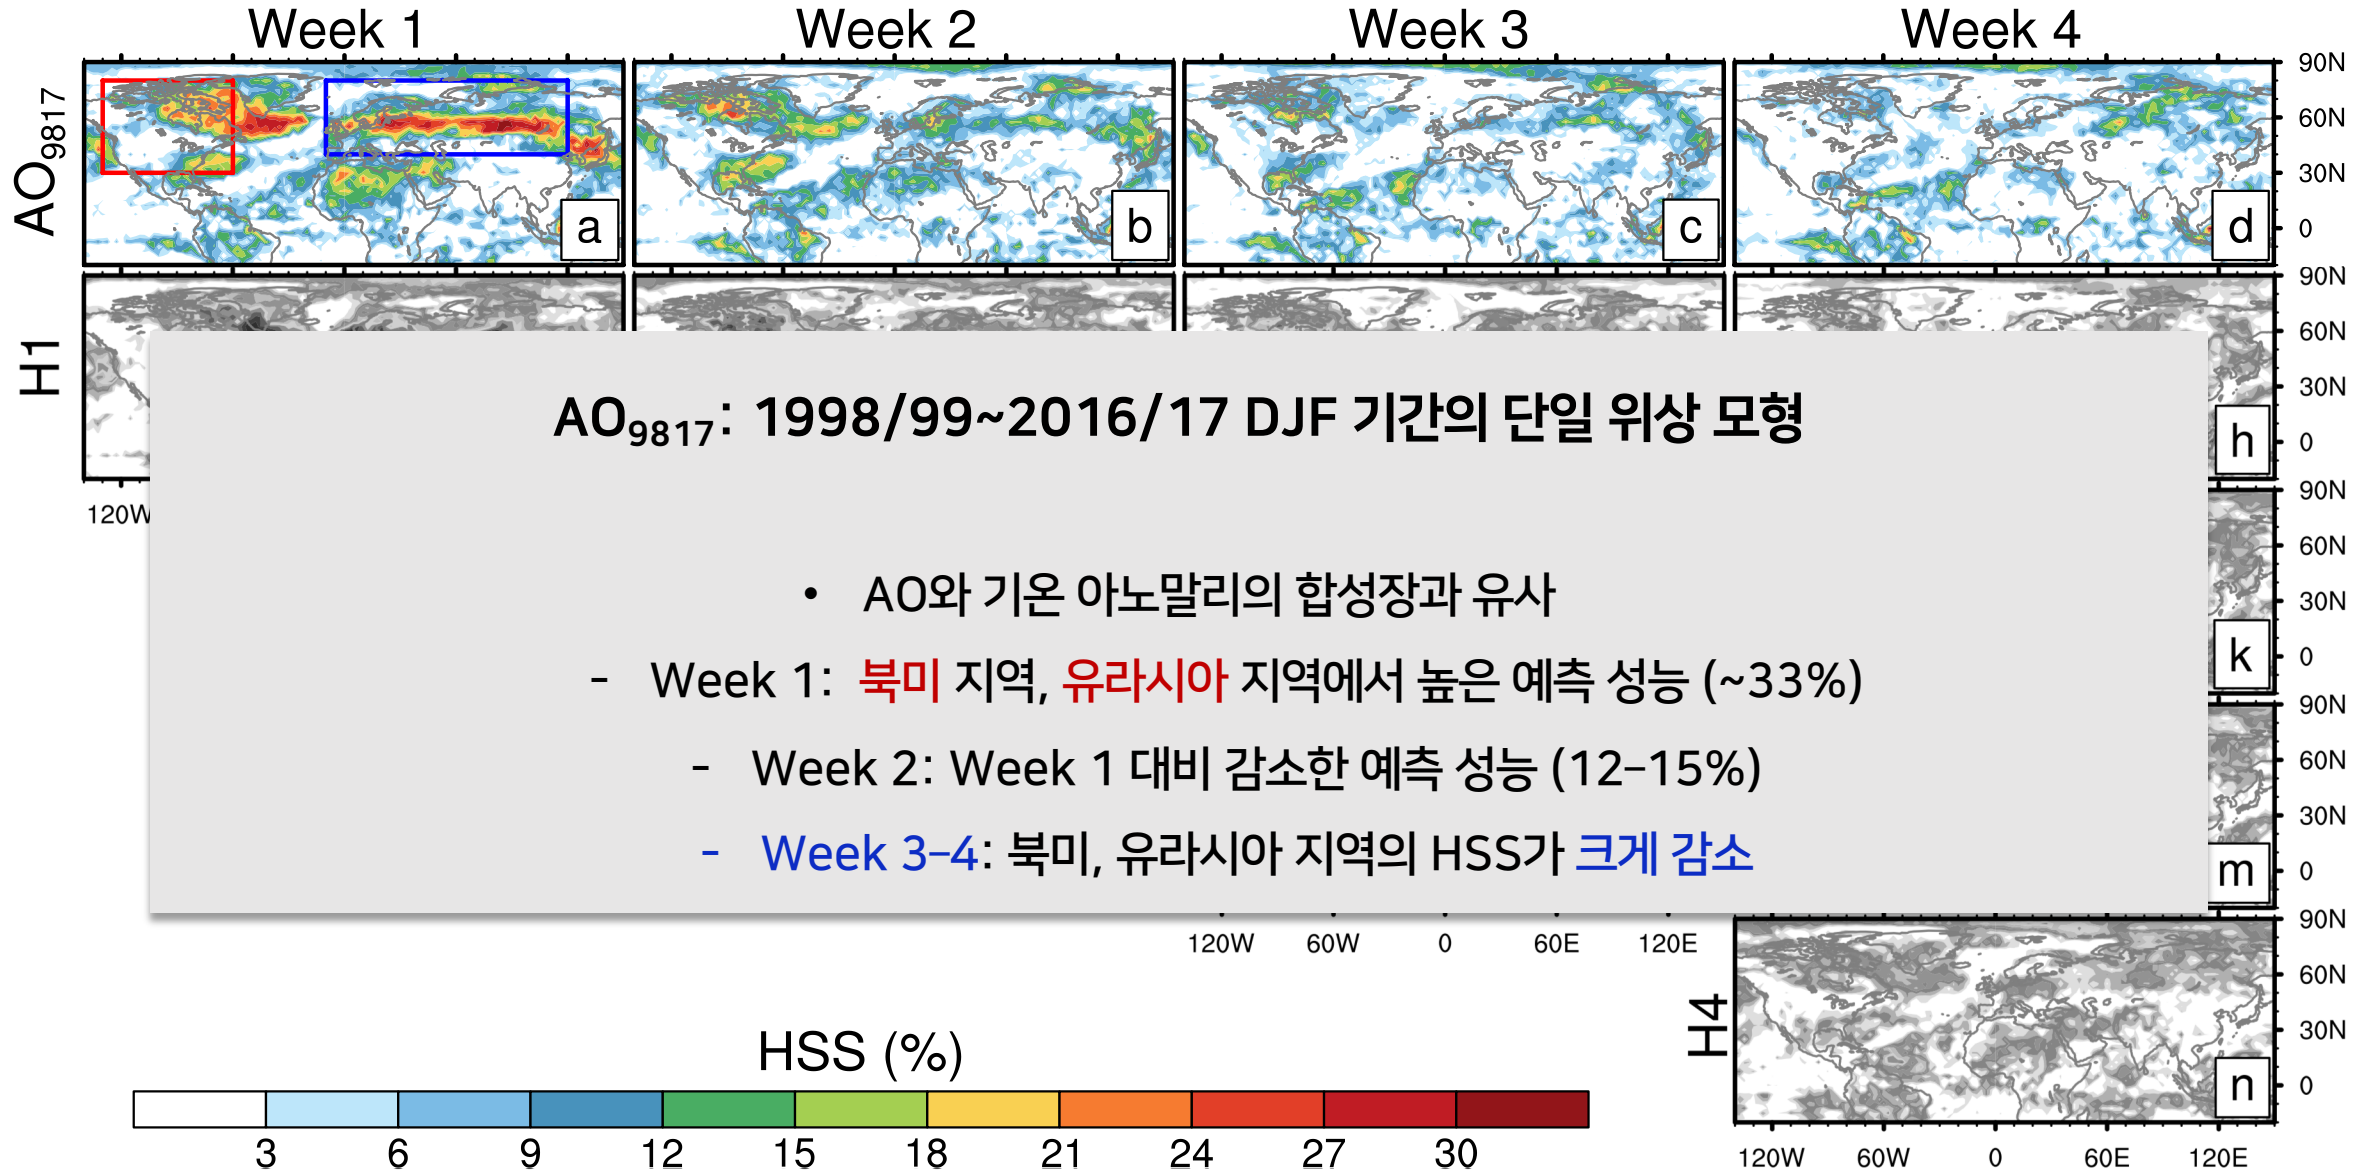 Week 1
Week 2
Week 3
Week 4
AO9817
a
b
c
d
90N
60N
30N
0
H1
h
90N
60N
30N
0
120W
AO9817: 1998/99~2016/17 DJF 기간의 단일 위상 모형
• AO와 기온 아노말리의 합성장과 유사
- Week 1: 북미 지역, 유라시아 지역에서 높은 예측 성능 (~33%)
- Week 2: Week 1 대비 감소한 예측 성능 (12–15%)
- Week 3–4: 북미, 유라시아 지역의 HSS가 크게 감소
k
90N
60N
30N
0
m
90N
60N
30N
0
120W 60W 0 60E 120E
H4
n
90N
60N
30N
0
120W 60W 0 60E 120E
HSS (%)
3 6 9 12 15 18 21 24 27 30